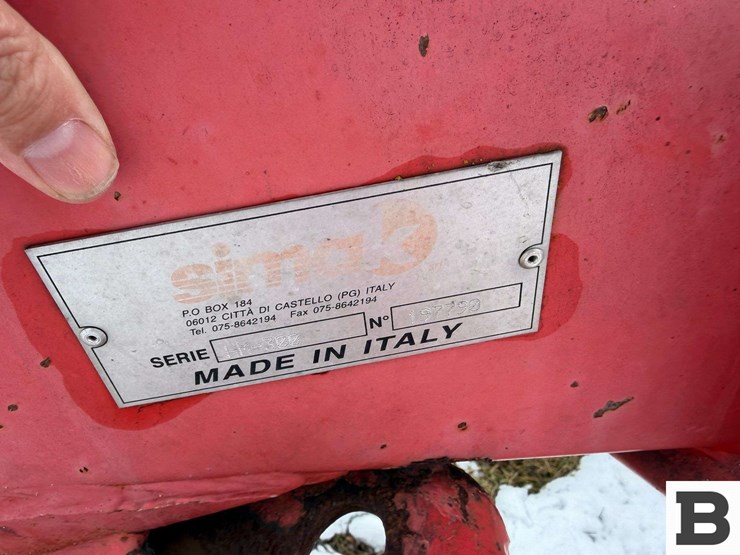 sima
P.O BOX 184
06012 CITTÀ DI CASTELLO (PG) ITALY
Tel. 075-8642194 Fax 075-8642194
SERIE N°
MADE IN ITALY
B